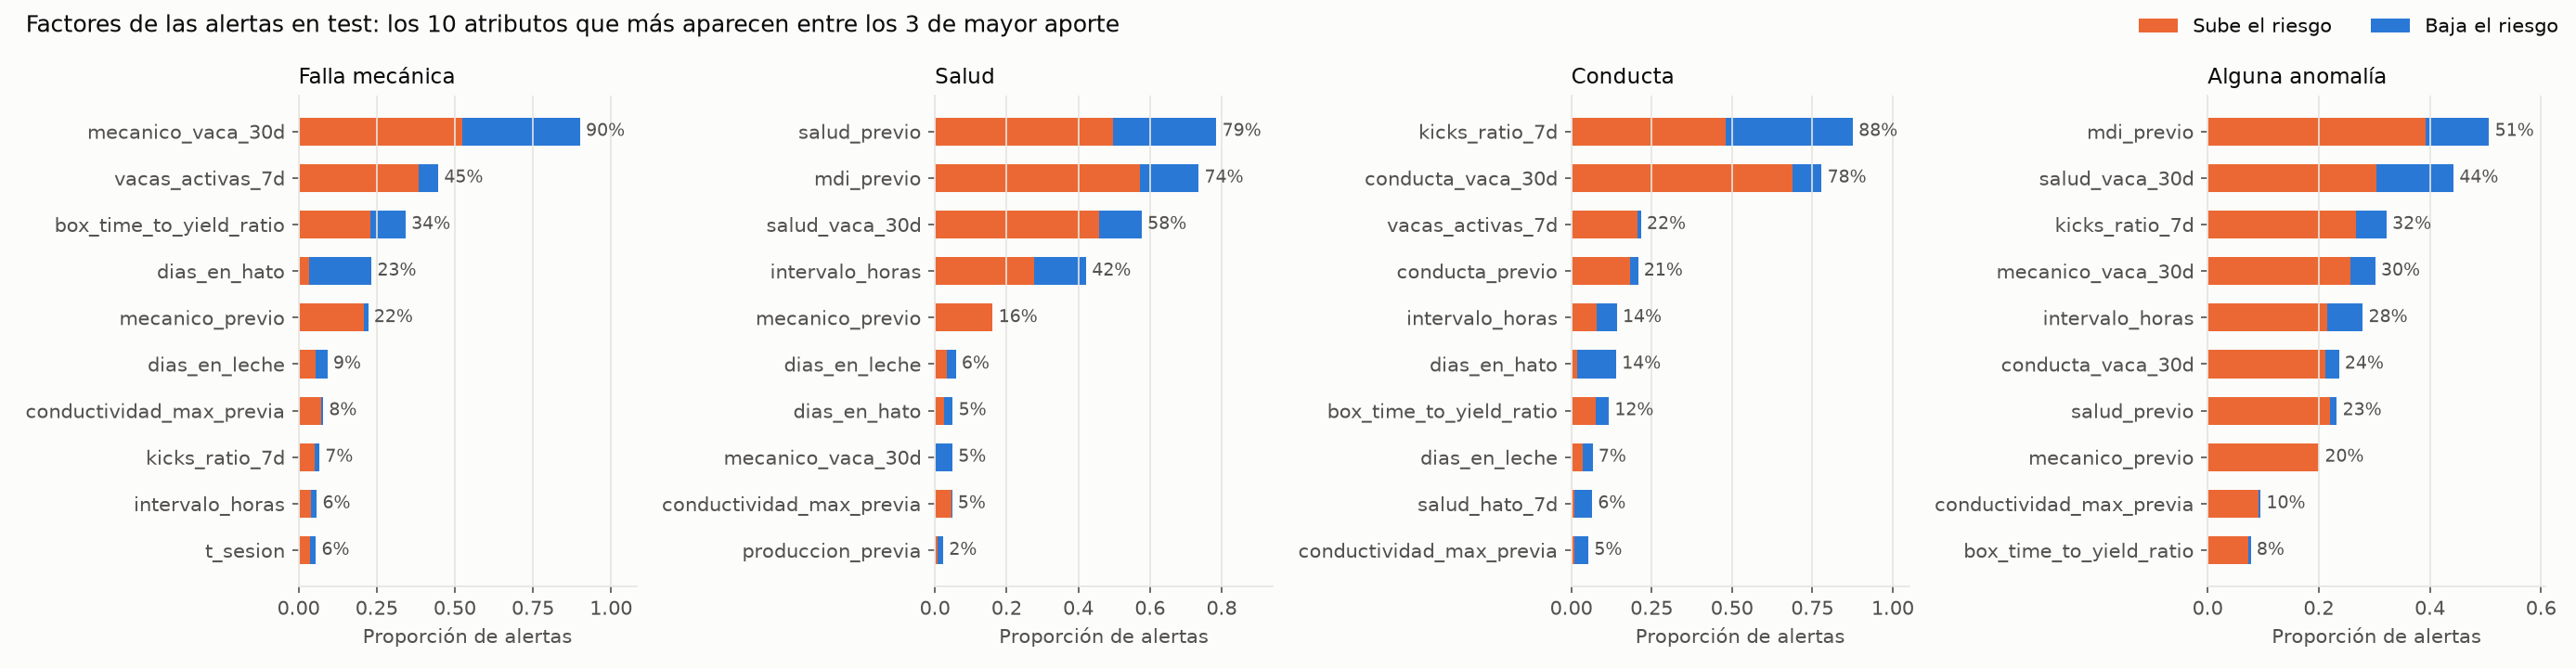 Factores de las alertas en test: los 10 atributos que más aparecen entre los 3 de mayor aporte
Sube el riesgo
Baja el riesgo
Falla mecánica
mecanico_vaca_30d 90%
vacas_activas_7d 45%
box_time_to_yield_ratio 34%
dias_en_hato 23%
mecanico_previo 22%
dias_en_leche 9%
conductividad_max_previa 8%
kicks_ratio_7d 7%
intervalo_horas 6%
t_sesion 6%
0.00 0.25 0.50 0.75 1.00
Proporción de alertas
Salud
salud_previo 79%
mdi_previo 74%
salud_vaca_30d 58%
intervalo_horas 42%
mecanico_previo 16%
dias_en_leche 6%
dias_en_hato 5%
mecanico_vaca_30d 5%
conductividad_max_previa 5%
produccion_previa 2%
0.0 0.2 0.4 0.6 0.8
Proporción de alertas
Conducta
kicks_ratio_7d 88%
conducta_vaca_30d 78%
vacas_activas_7d 22%
conducta_previo 21%
intervalo_horas 14%
dias_en_hato 14%
box_time_to_yield_ratio 12%
dias_en_leche 7%
salud_hato_7d 6%
conductividad_max_previa 5%
0.00 0.25 0.50 0.75 1.00
Proporción de alertas
Alguna anomalía
mdi_previo 51%
salud_vaca_30d 44%
kicks_ratio_7d 32%
mecanico_vaca_30d 30%
intervalo_horas 28%
conducta_vaca_30d 24%
salud_previo 23%
mecanico_previo 20%
conductividad_max_previa 10%
box_time_to_yield_ratio 8%
0.0 0.2 0.4 0.6
Proporción de alertas